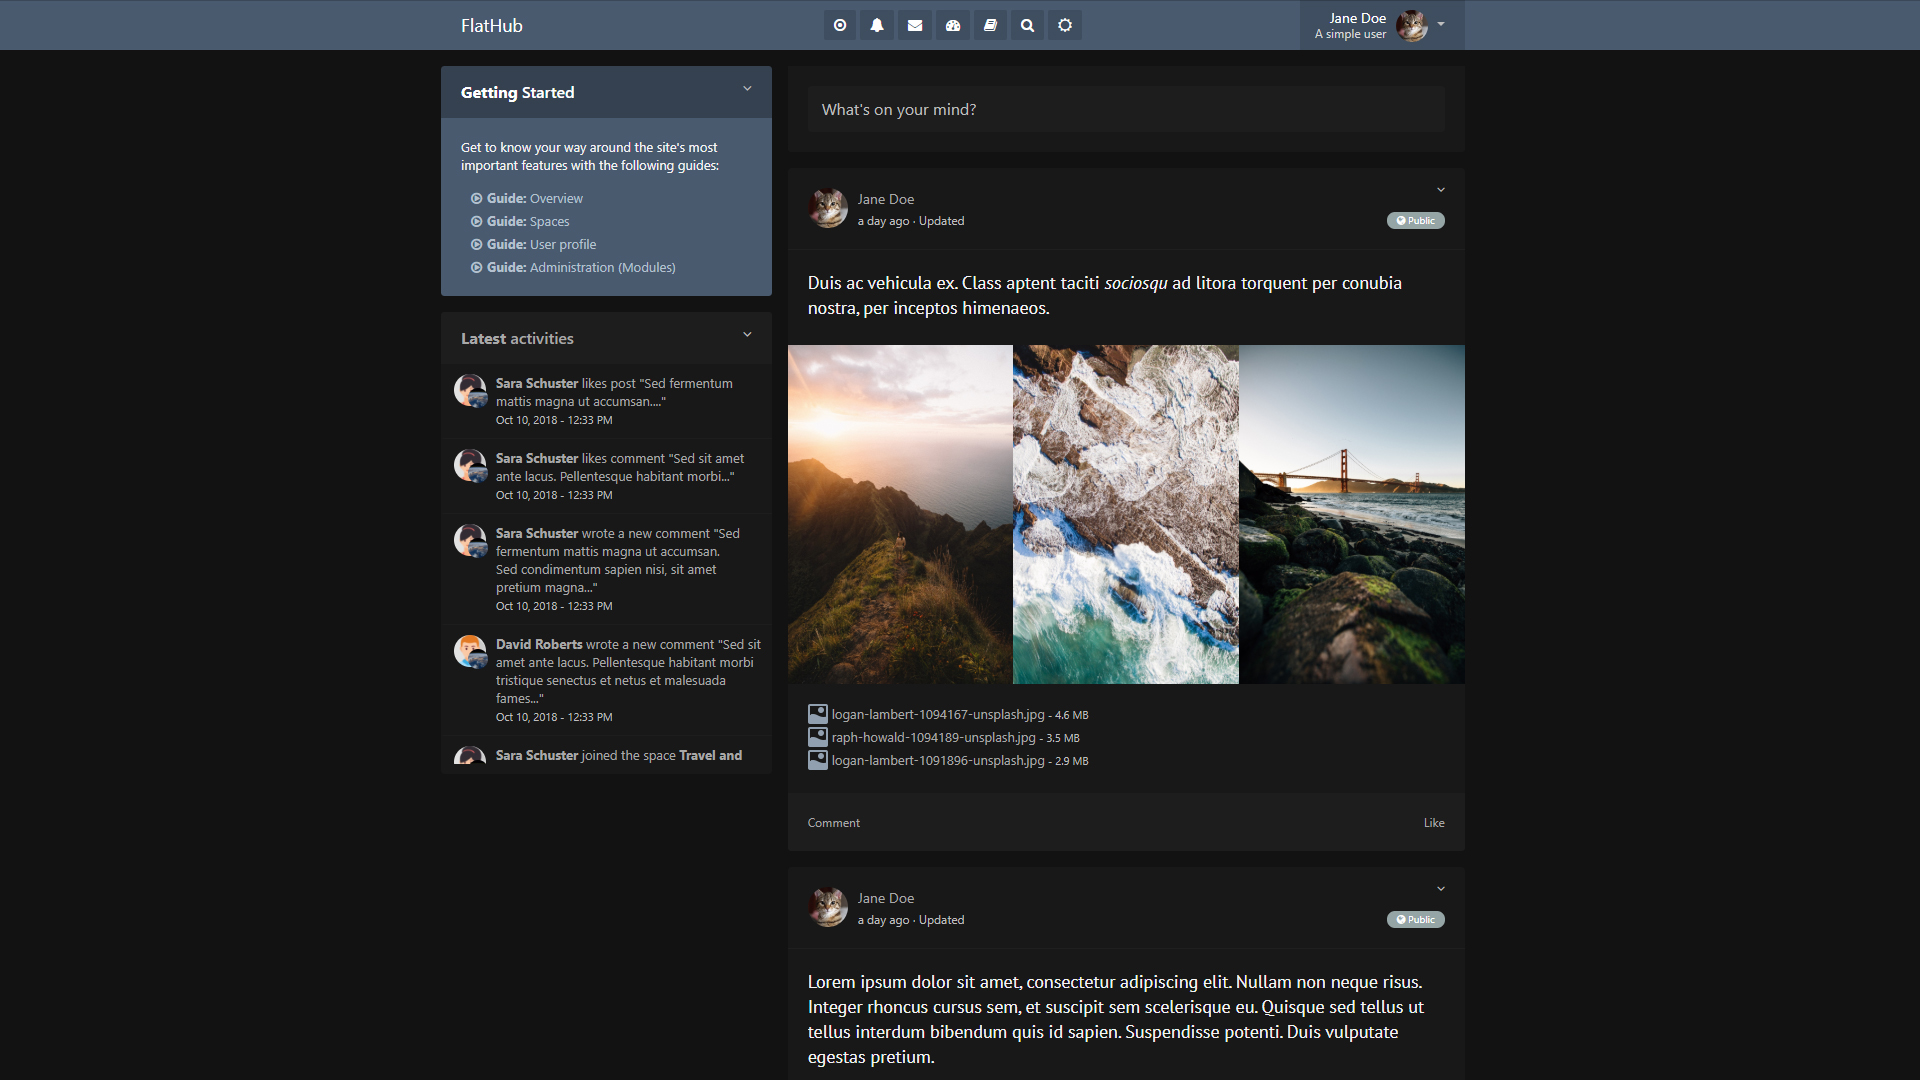 FlatHub
Jane Doe
A simple user
Getting Started
Get to know your way around the site's most
important features with the following guides:
Guide: Overview
Guide: Spaces
Guide: User profile
Guide: Administration (Modules)
Latest activities
Sara Schuster likes post "Sed fermentum
mattis magna ut accumsan...."
Oct 10, 2018 - 12:33 PM
Sara Schuster likes comment "Sed sit amet
ante lacus. Pellentesque habitant morbi..."
Oct 10, 2018 - 12:33 PM
Sara Schuster wrote a new comment "Sed
fermentum mattis magna ut accumsan.
Sed condimentum sapien nisi, sit amet
pretium magna..."
Oct 10, 2018 - 12:33 PM
David Roberts wrote a new comment "Sed sit
amet ante lacus. Pellentesque habitant morbi
tristique senectus et netus et malesuada
fames..."
Oct 10, 2018 - 12:33 PM
Sara Schuster joined the space Travel and
What's on your mind?
Jane Doe
a day ago · Updated
Public
Duis ac vehicula ex. Class aptent taciti sociosqu ad litora torquent per conubia
nostra, per inceptos himenaeos.
logan-lambert-1094167-unsplash.jpg - 4.6 MB
raph-howald-1094189-unsplash.jpg - 3.5 MB
logan-lambert-1091896-unsplash.jpg - 2.9 MB
Comment
Like
Jane Doe
a day ago · Updated
Public
Lorem ipsum dolor sit amet, consectetur adipiscing elit. Nullam non neque risus.
Integer rhoncus cursus sem, et suscipit sem scelerisque eu. Quisque sed tellus ut
tellus interdum bibendum quis id sapien. Suspendisse potenti. Duis vulputate
egestas pretium.